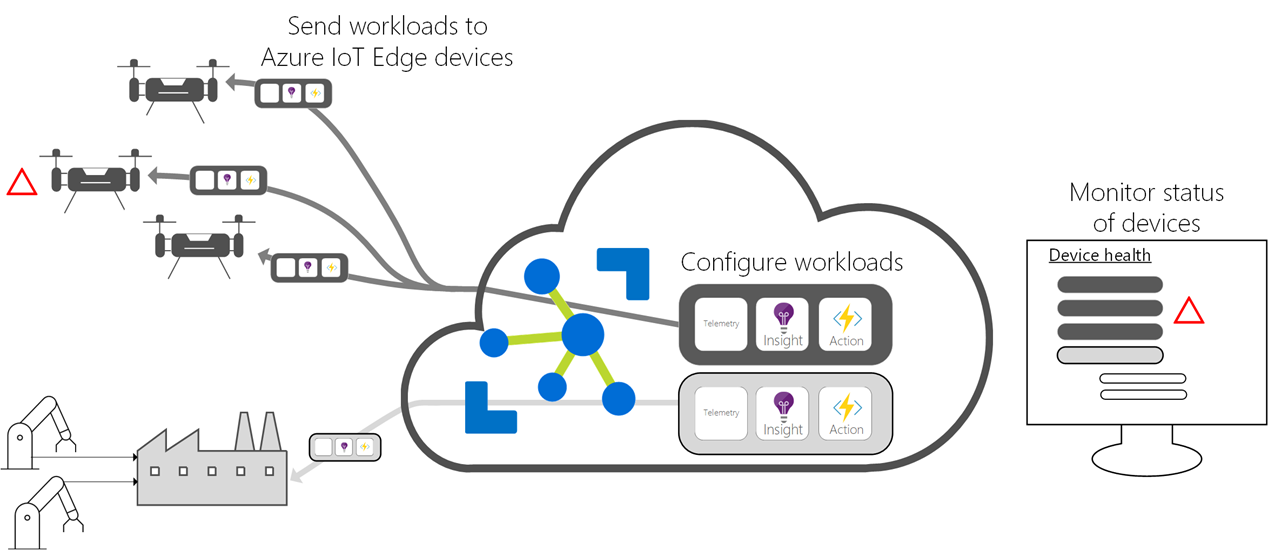 Send workloads to
Azure IoT Edge devices
Monitor status
of devices
Device health
Configure workloads
Telemetry
Insight
Action
Telemetry
Insight
Action